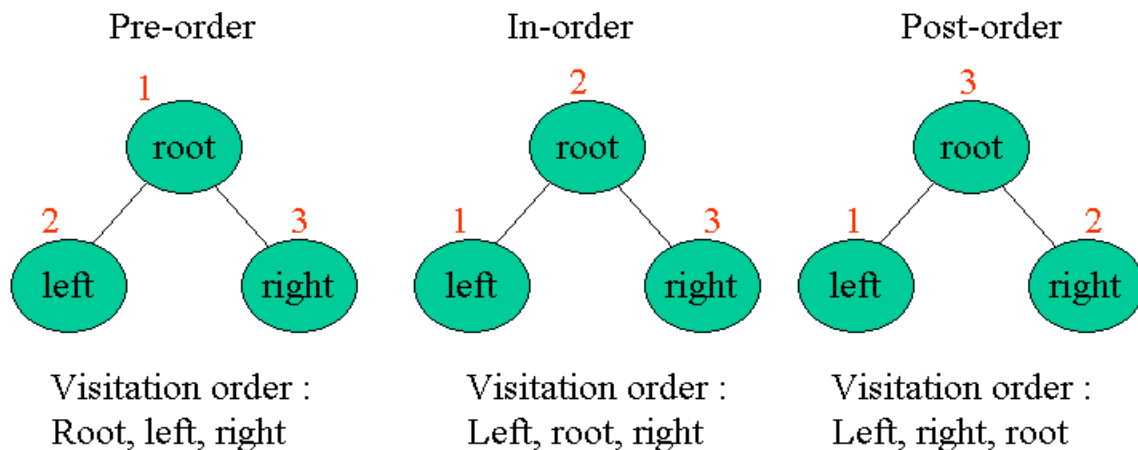 Pre-order
1
root
2
3
left
right
Visitation order :
Root, left, right
In-order
2
root
1
3
left
right
Visitation order :
Left, root, right
Post-order
3
root
1
2
left
right
Visitation order :
Left, right, root